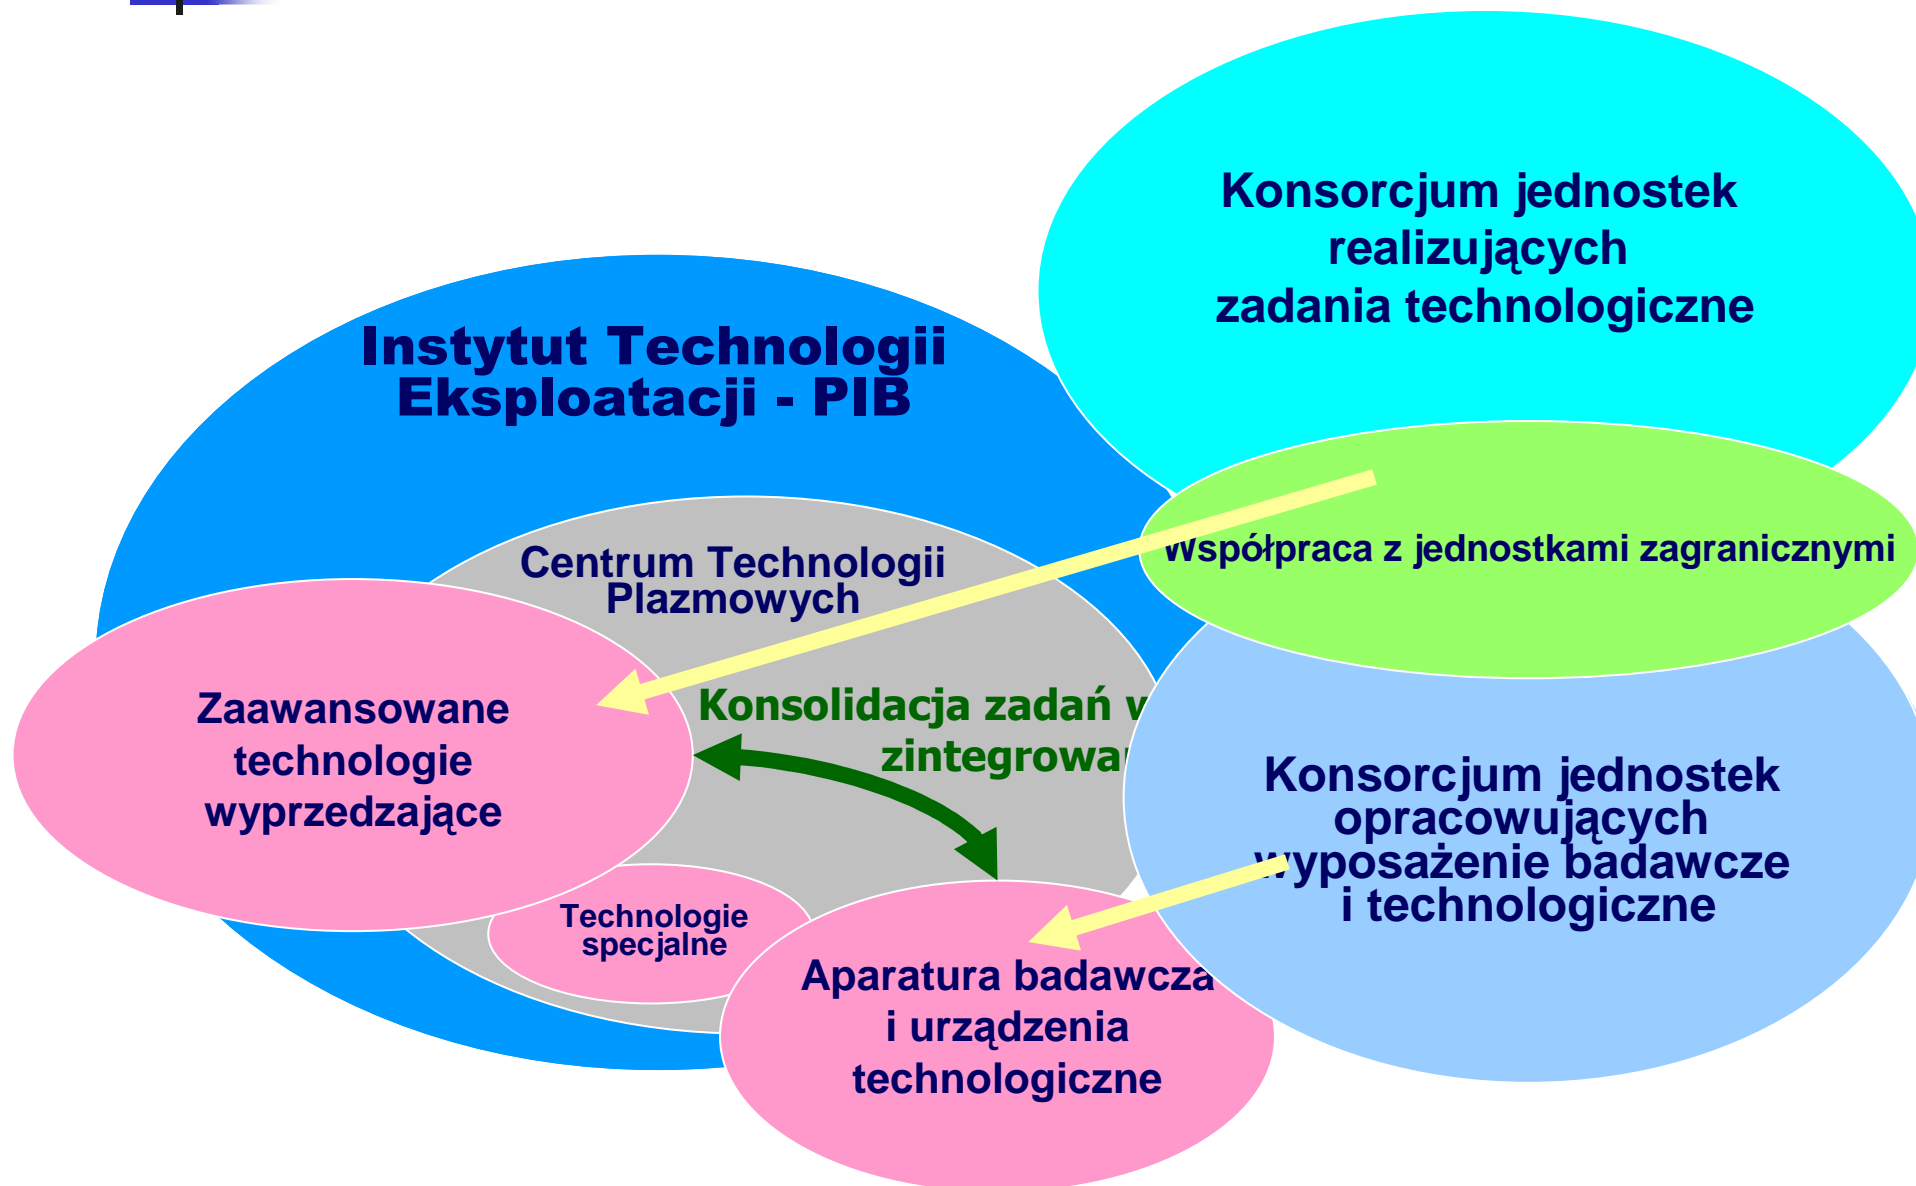 Konsorcjum jednostek
realizujących
zadania technologiczne
Instytut Technologii
Eksploatacji - PIB
Współpraca z jednostkami zagranicznymi
Centrum Technologii
Plazmowych
Zaawansowane
technologie
wyprzedzające
Konsolidacja zadań w
Konsorcjum jednostek
opracowujących
wyposażenie badawcze
i technologiczne
Technologie
specjalne
Aparatura badawcza
i urządzenia
technologiczne